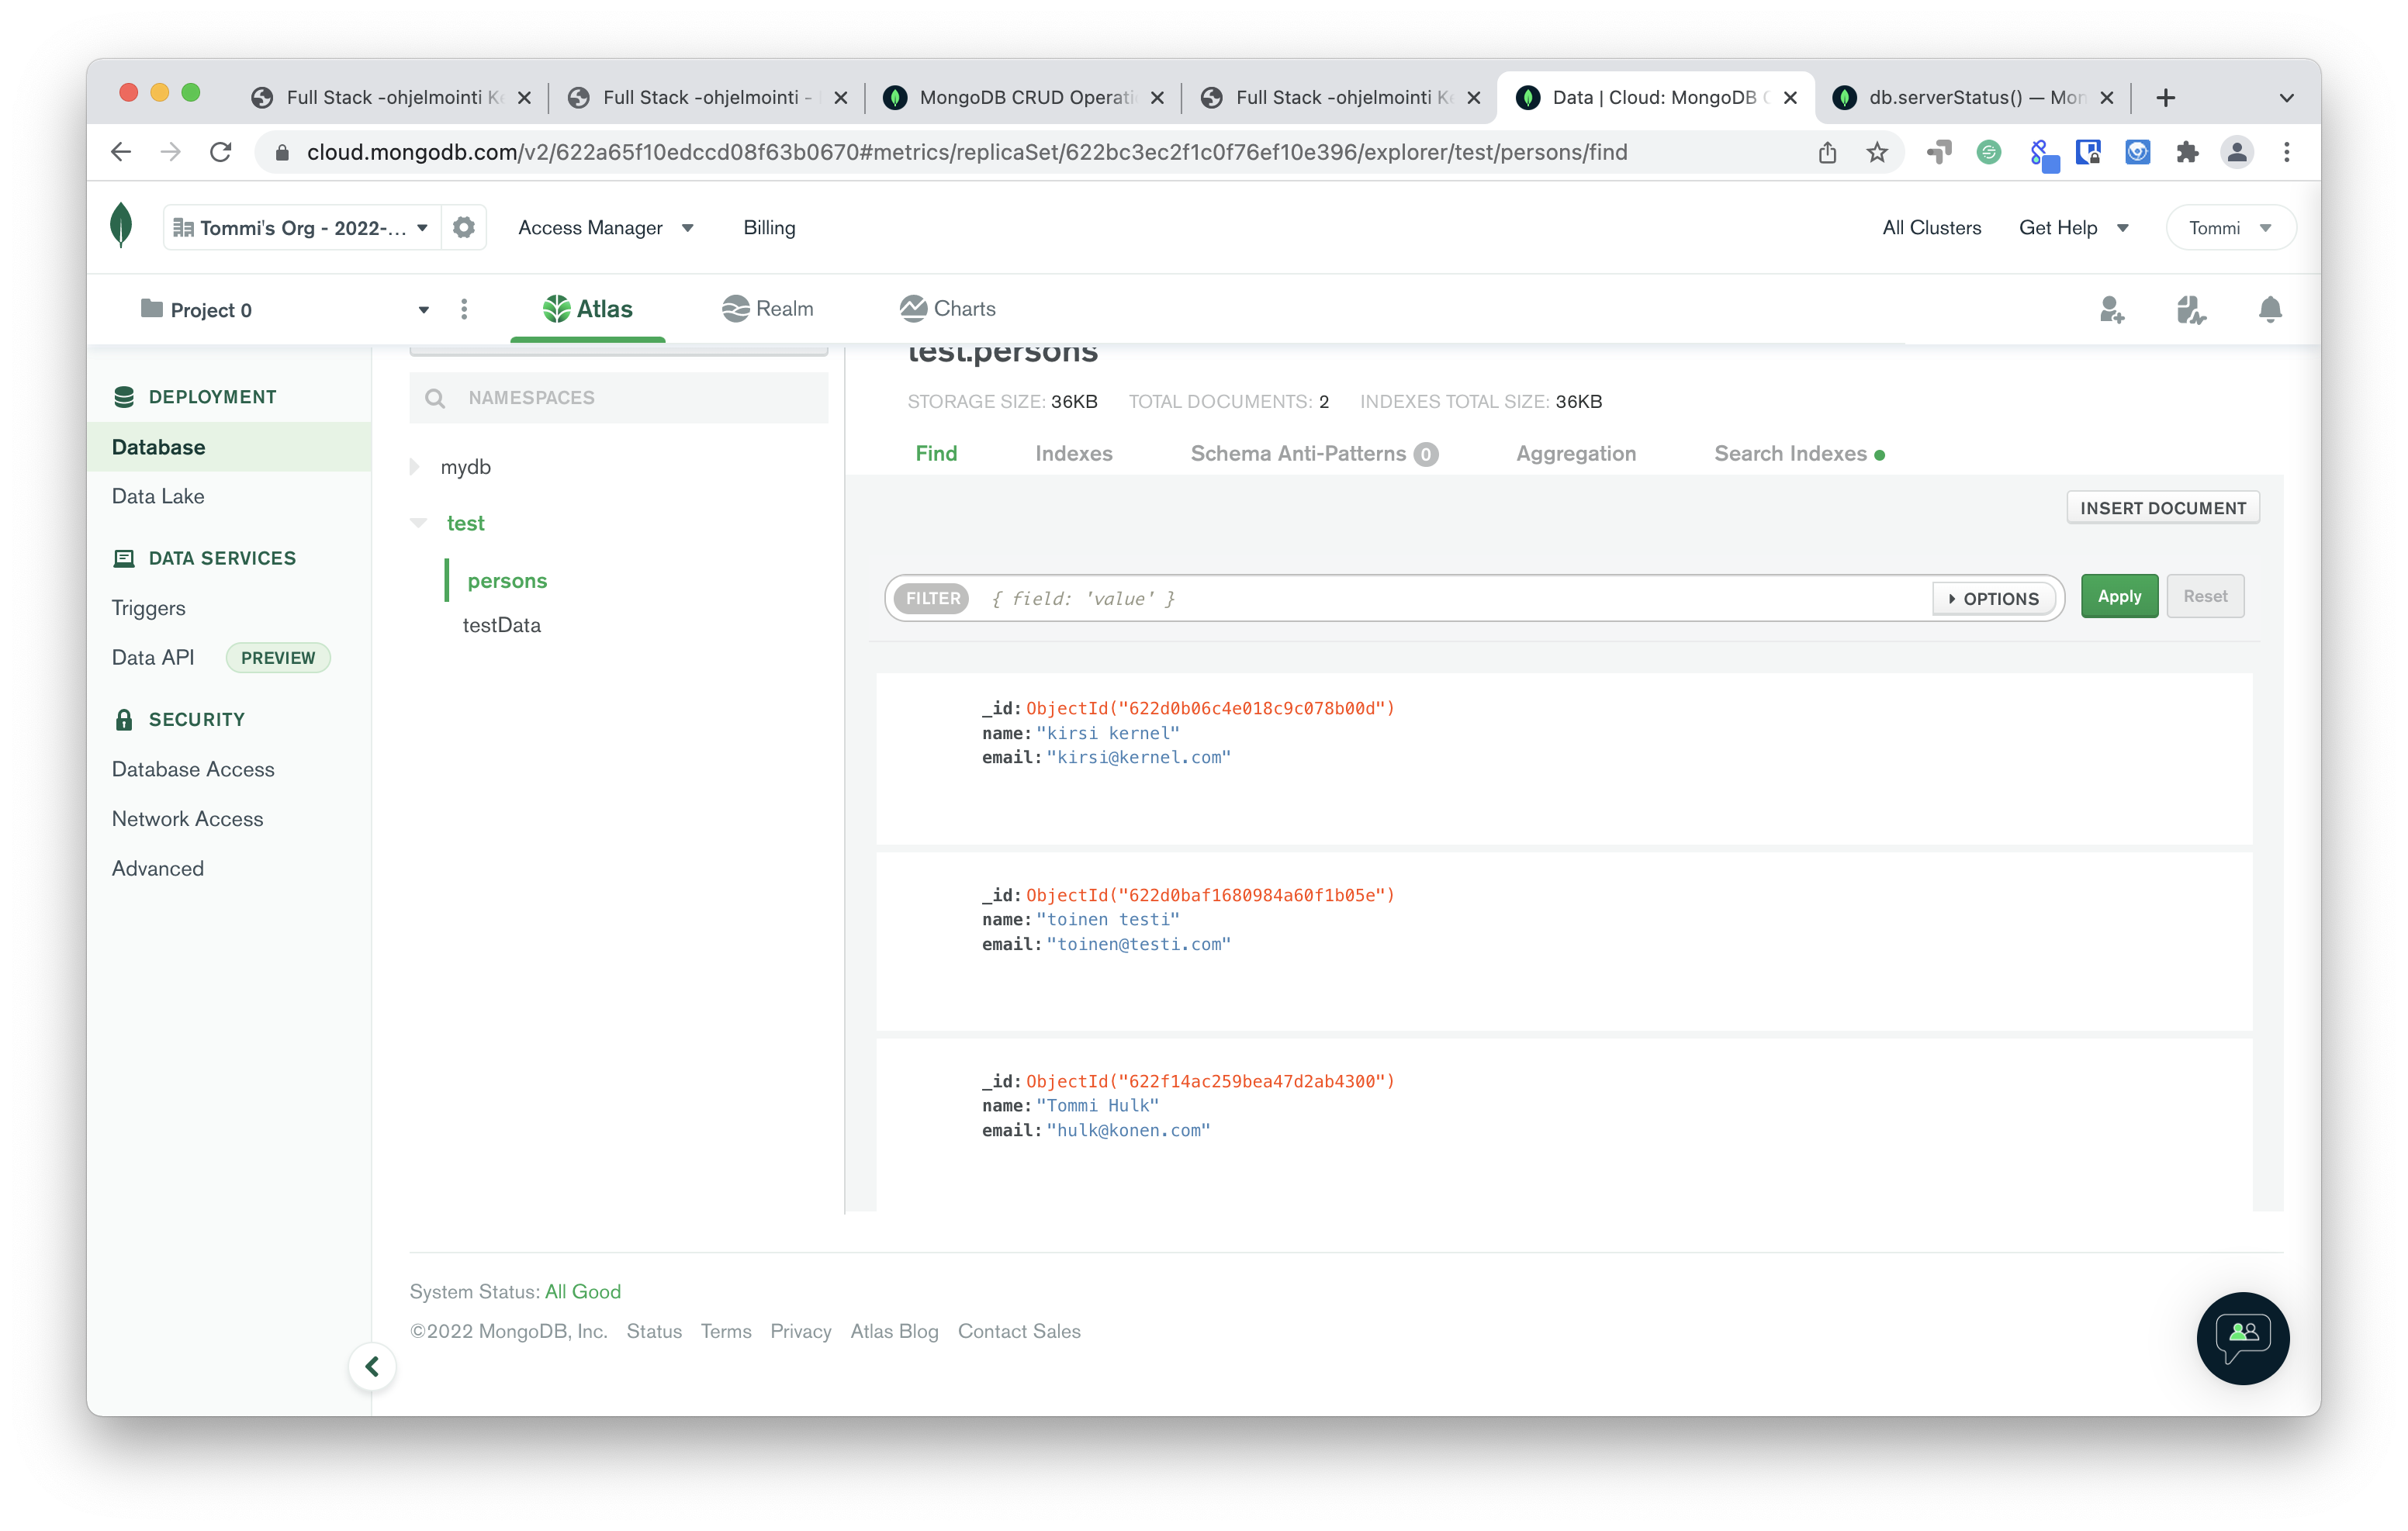 Full Stack -ohjelmointi Ke
Full Stack -ohjelmointi -
MongoDB CRUD Operati
Full Stack -ohjelmointi Ke
Data | Cloud: MongoDB C
db.serverStatus() — Mon
cloud.mongodb.com/v2/622a65f10edccd08f63b0670#metrics/replicaSet/622bc3ec2f1c0f76ef10e396/explorer/test/persons/find
Tommi's Org - 2022-...
Access Manager
Billing
All Clusters
Get Help
Tommi
Project 0
Atlas
Realm
Charts
DEPLOYMENT
Database
Data Lake
DATA SERVICES
Triggers
Data API PREVIEW
SECURITY
Database Access
Network Access
Advanced
NAMESPACES
mydb
test
persons
testData
test.persons
STORAGE SIZE: 36KB TOTAL DOCUMENTS: 2 INDEXES TOTAL SIZE: 36KB
Find Indexes Schema Anti-Patterns 0 Aggregation Search Indexes
INSERT DOCUMENT
FILTER { field: 'value' } OPTIONS Apply Reset
_id: ObjectId("622d0b06c4e018c9c078b00d")
name: "kirsi kernel"
email: "kirsi@kernel.com"
_id: ObjectId("622d0baf1680984a60f1b05e")
name: "toinen testi"
email: "toinen@testi.com"
_id: ObjectId("622f14ac259bea47d2ab4300")
name: "Tommi Hulk"
email: "hulk@konen.com"
System Status: All Good
©2022 MongoDB, Inc. Status Terms Privacy Atlas Blog Contact Sales